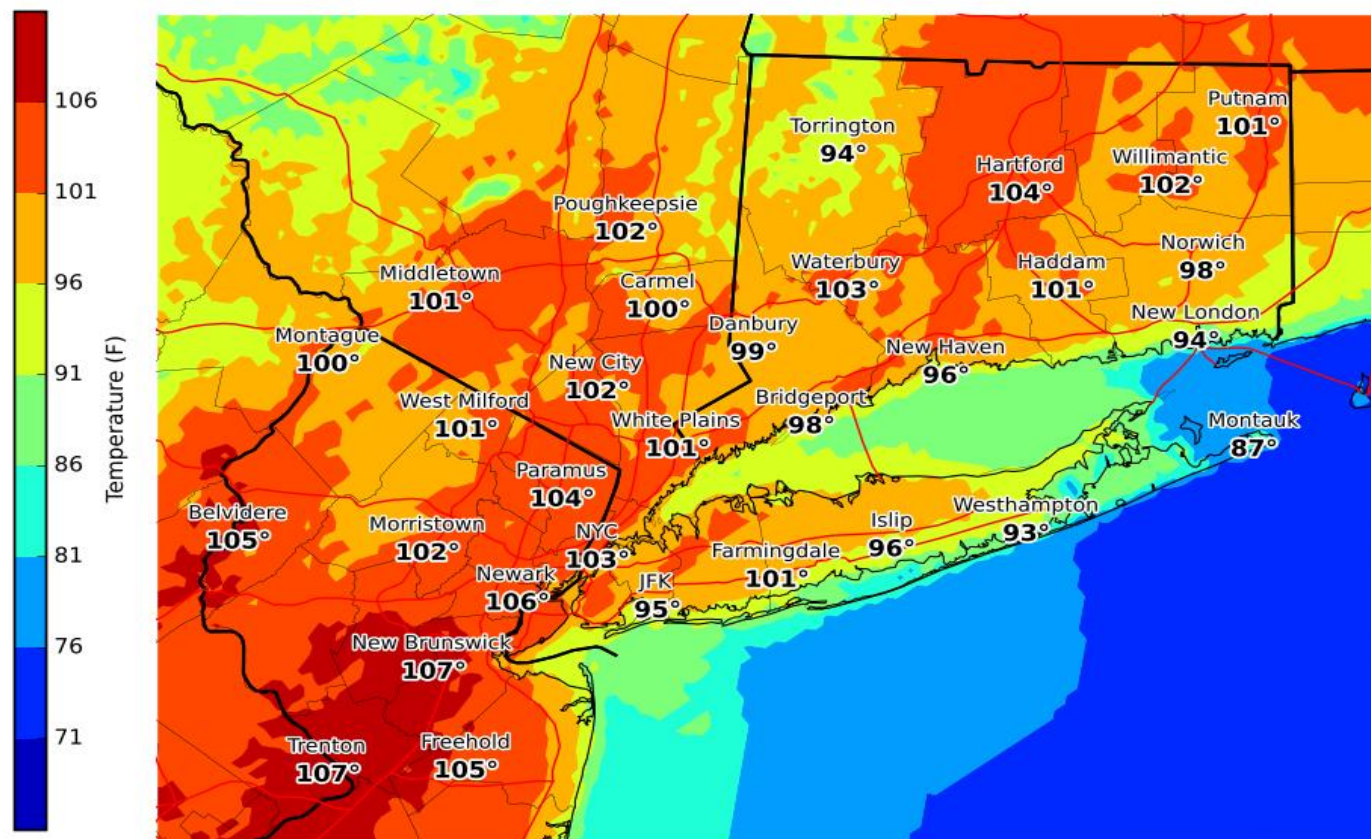 106
101
96
91
86
81
76
71
Temperature (F)
Putnam
101°
Torrington
94°
Hartford
104°
Willimantic
102°
Poughkeepsie
102°
Norwich
98°
Waterbury
103°
Haddam
101°
Middletown
101°
Carmel
100°
New London
94°
Danbury
99°
Montague
100°
New Haven
96°
New City
102°
Bridgeport
98°
West Milford
101°
White Plains
101°
Montauk
87°
Paramus
104°
Westhampton
93°
Belvidere
105°
Islip
96°
Morristown
102°
NYC
103°
Farmingdale
101°
Newark
106°
JFK
95°
New Brunswick
107°
Freehold
105°
Trenton
107°